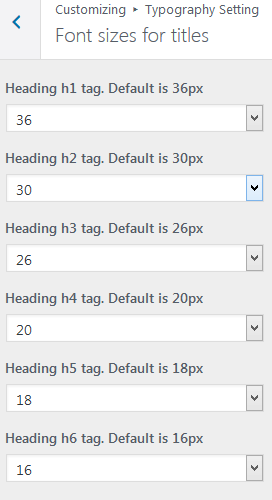 Customizing ▸ Typography Setting
Font sizes for titles
Heading h1 tag. Default is 36px
36
Heading h2 tag. Default is 30px
30
Heading h3 tag. Default is 26px
26
Heading h4 tag. Default is 20px
20
Heading h5 tag. Default is 18px
18
Heading h6 tag. Default is 16px
16